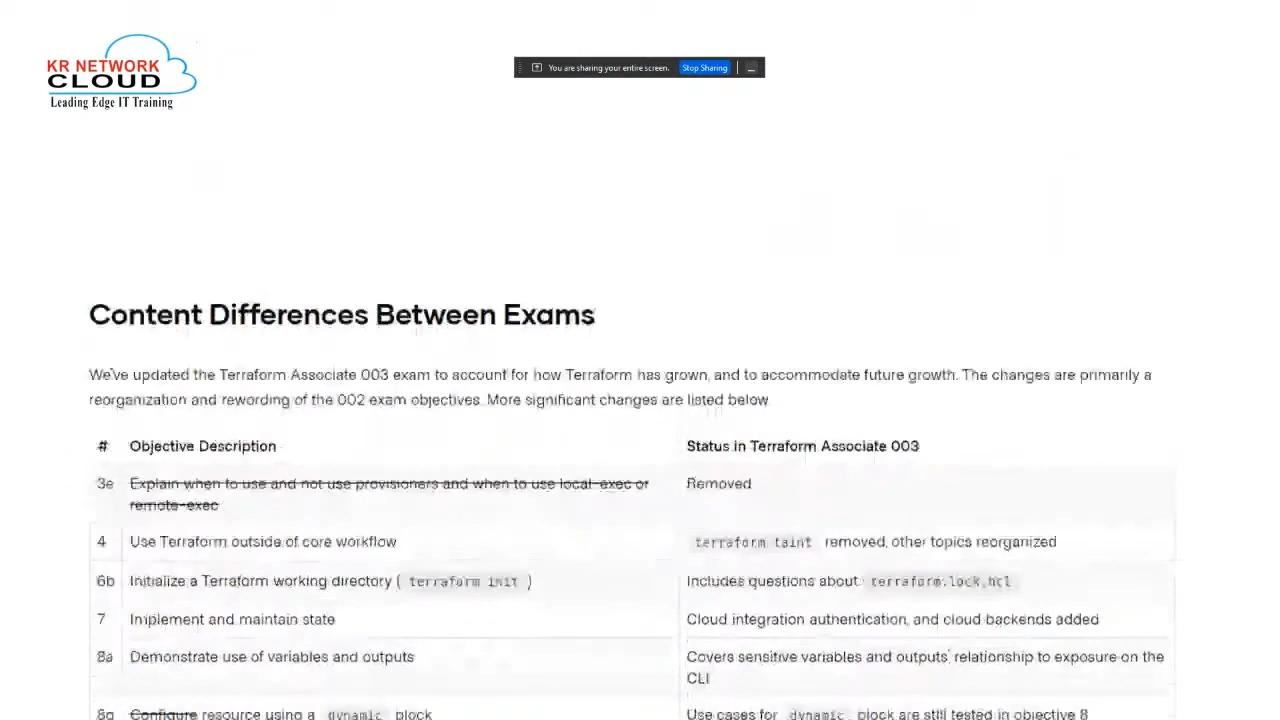 KR NETWORK
CLOUD
Leading Edge IT Training
You are sharing your entire screen. Stop Sharing
Content Differences Between Exams
We've updated the Terraform Associate 003 exam to account for how Terraform has grown, and to accommodate future growth. The changes are primarily a
reorganization and rewording of the 002 exam objectives. More significant changes are listed below
# Objective Description Status in Terraform Associate 003
3e Explain when to use and not use provisioners and when to use local-exec or Removed
remote-exec
4 Use Terraform outside of core workflow terraform taint removed, other topics reorganized
6b Initialize a Terraform working directory ( terraform init ) Includes questions about terraform.lock.hcl
7 Implement and maintain state Cloud integration authentication, and cloud backends added
8a Demonstrate use of variables and outputs Covers sensitive variables and outputs' relationship to exposure on the
CLI
8g Configure resource using a dynamic block Use cases for dynamic block are still tested in objective 8